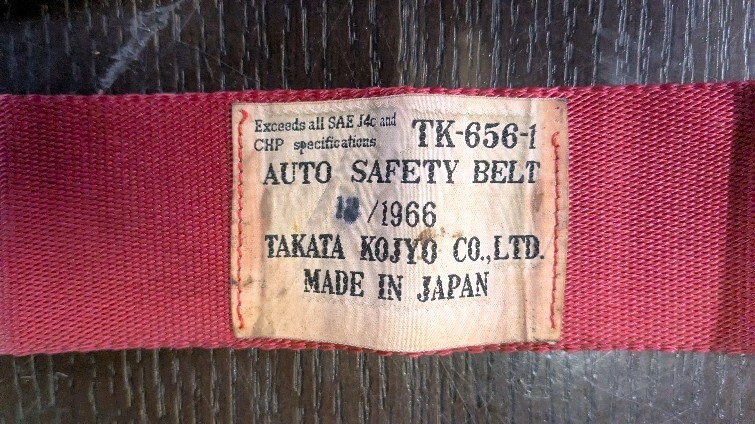 Exceeds all SAE J4c and
CHP specifications
TK-656-1
AUTO SAFETY BELT
/1966
TAKATA KOJYO CO.,LTD.
MADE IN JAPAN